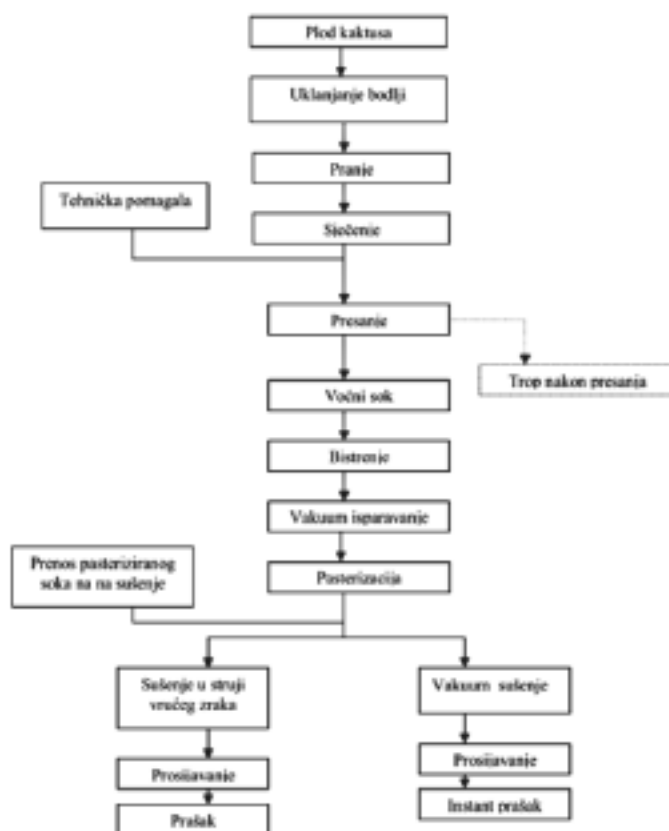 Plod kaktusa
Uklanjanje bodlji
Pranje
Tehnička pomagala
Sječenje
Presanje
Trop nakon presanja
Voćni sok
Bistrenje
Vakuum isparavanje
Prenos pasteriziranog
soka na na sušenje
Pasterizacija
Sušenje u struji
vrućeg zraka
Vakuum sušenje
Prosijavanje
Prosijavanje
Prašak
Instant prašak